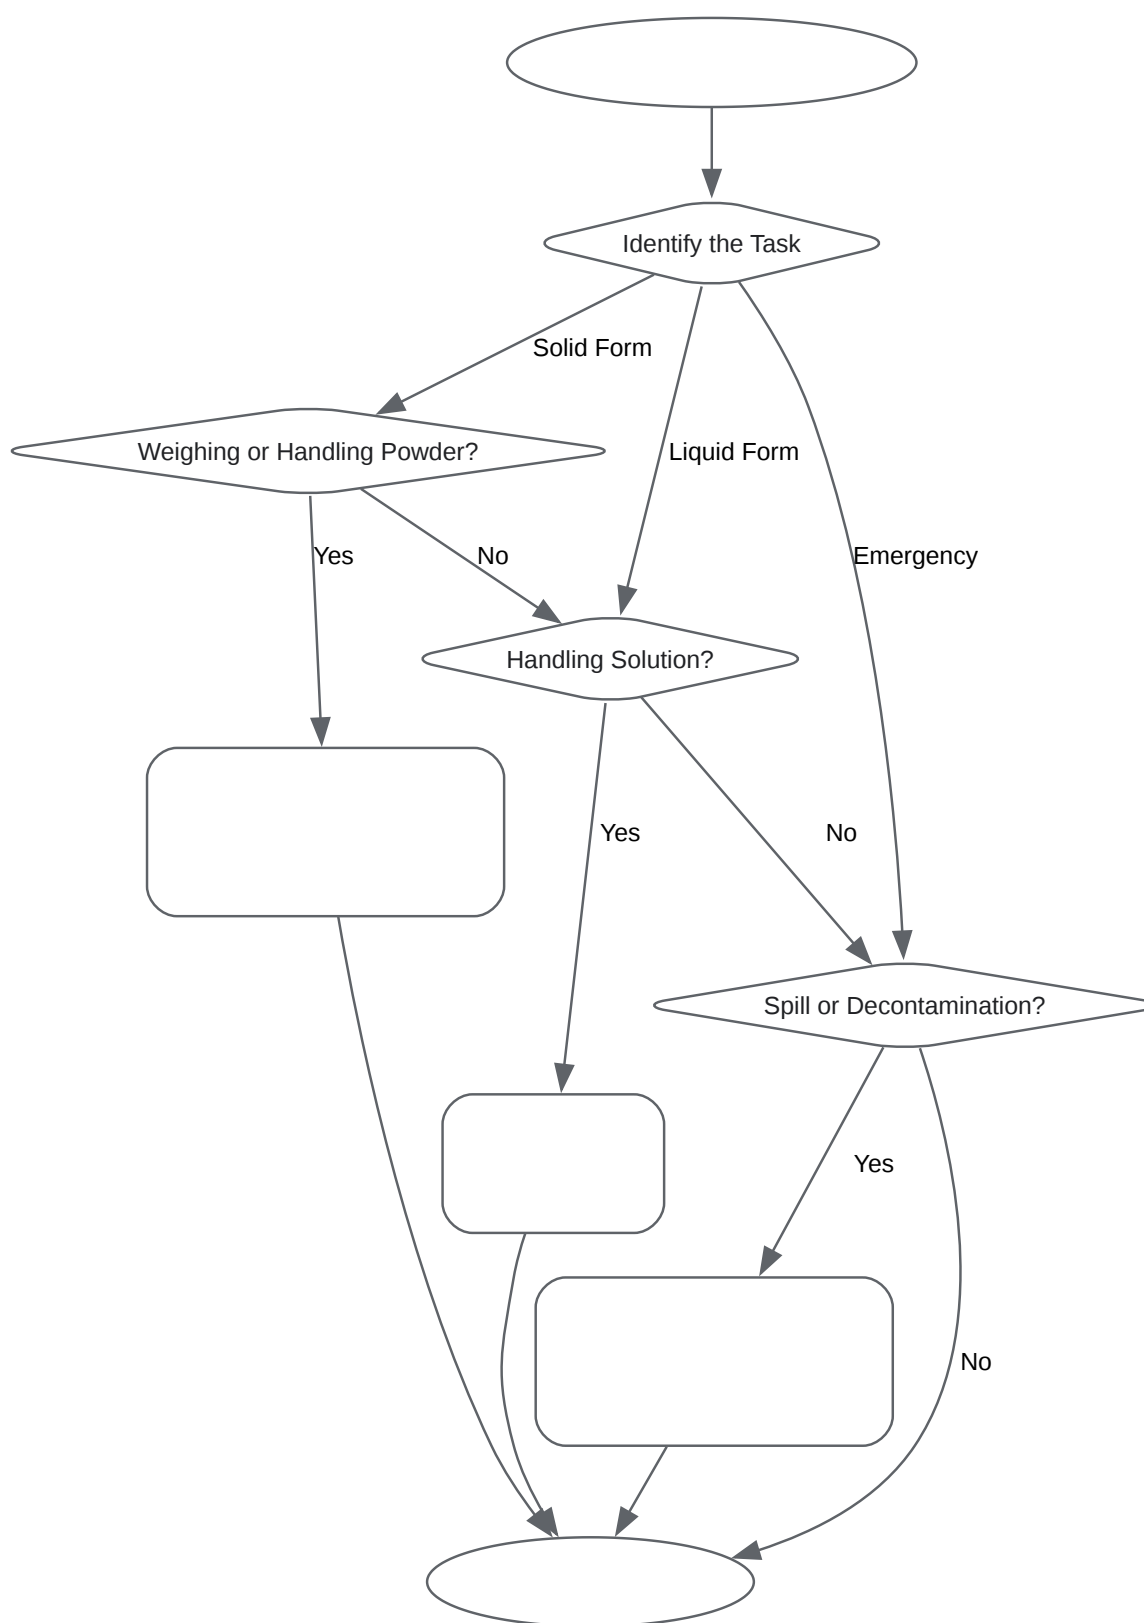 Identify the Task
Solid Form
Weighing or Handling Powder?
Liquid Form
Yes
No
Emergency
Handling Solution?
Yes
No
Spill or Decontamination?
Yes
No